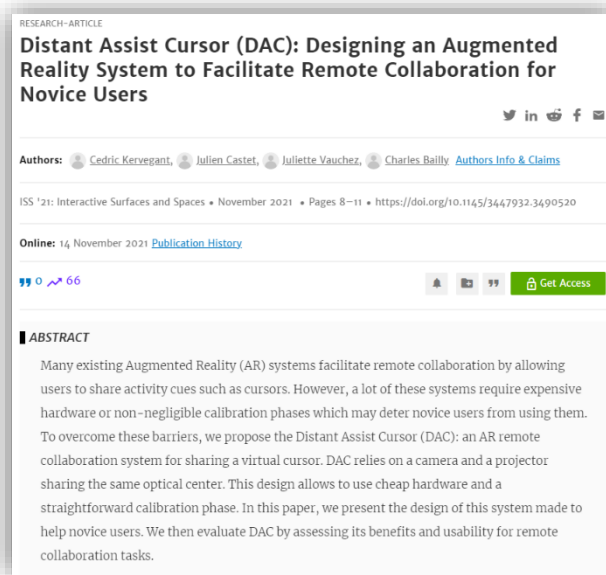 RESEARCH-ARTICLE
Distant Assist Cursor (DAC): Designing an Augmented
Reality System to Facilitate Remote Collaboration for
Novice Users
Authors: Cedric Kervegant, Julien Castet, Juliette Vauchez, Charles Bailly Authors Info & Claims
ISS '21: Interactive Surfaces and Spaces • November 2021 • Pages 8–11 • https://doi.org/10.1145/3447932.3490520
Online: 14 November 2021 Publication History
0 66 Get Access
ABSTRACT
Many existing Augmented Reality (AR) systems facilitate remote collaboration by allowing
users to share activity cues such as cursors. However, a lot of these systems require expensive
hardware or non-negligible calibration phases which may deter novice users from using them.
To overcome these barriers, we propose the Distant Assist Cursor (DAC): an AR remote
collaboration system for sharing a virtual cursor. DAC relies on a camera and a projector
sharing the same optical center. This design allows to use cheap hardware and a
straightforward calibration phase. In this paper, we present the design of this system made to
help novice users. We then evaluate DAC by assessing its benefits and usability for remote
collaboration tasks.